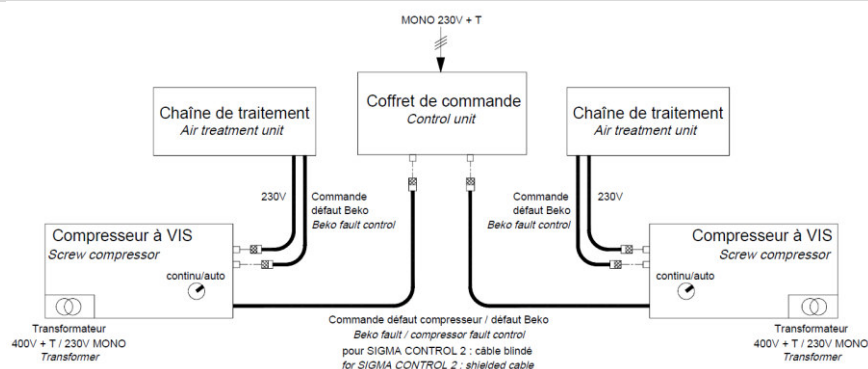 MONO 230V + T
Coffret de commande
Control unit
Chaîne de traitement
Air treatment unit
Chaîne de traitement
Air treatment unit
230V
Commande
défaut Beko
Beko fault control
Commande
défaut Beko
Beko fault control
230V
Compresseur à VIS
Screw compressor
continu/auto
Compresseur à VIS
Screw compressor
continu/auto
Transformateur
400V + T / 230V MONO
Transformer
Commande défaut compresseur / défaut Beko
Beko fault / compressor fault control
pour SIGMA CONTROL 2 : câble blindé
for SIGMA CONTROL 2 : shielded cable
Transformateur
400V + T / 230V MONO
Transformer